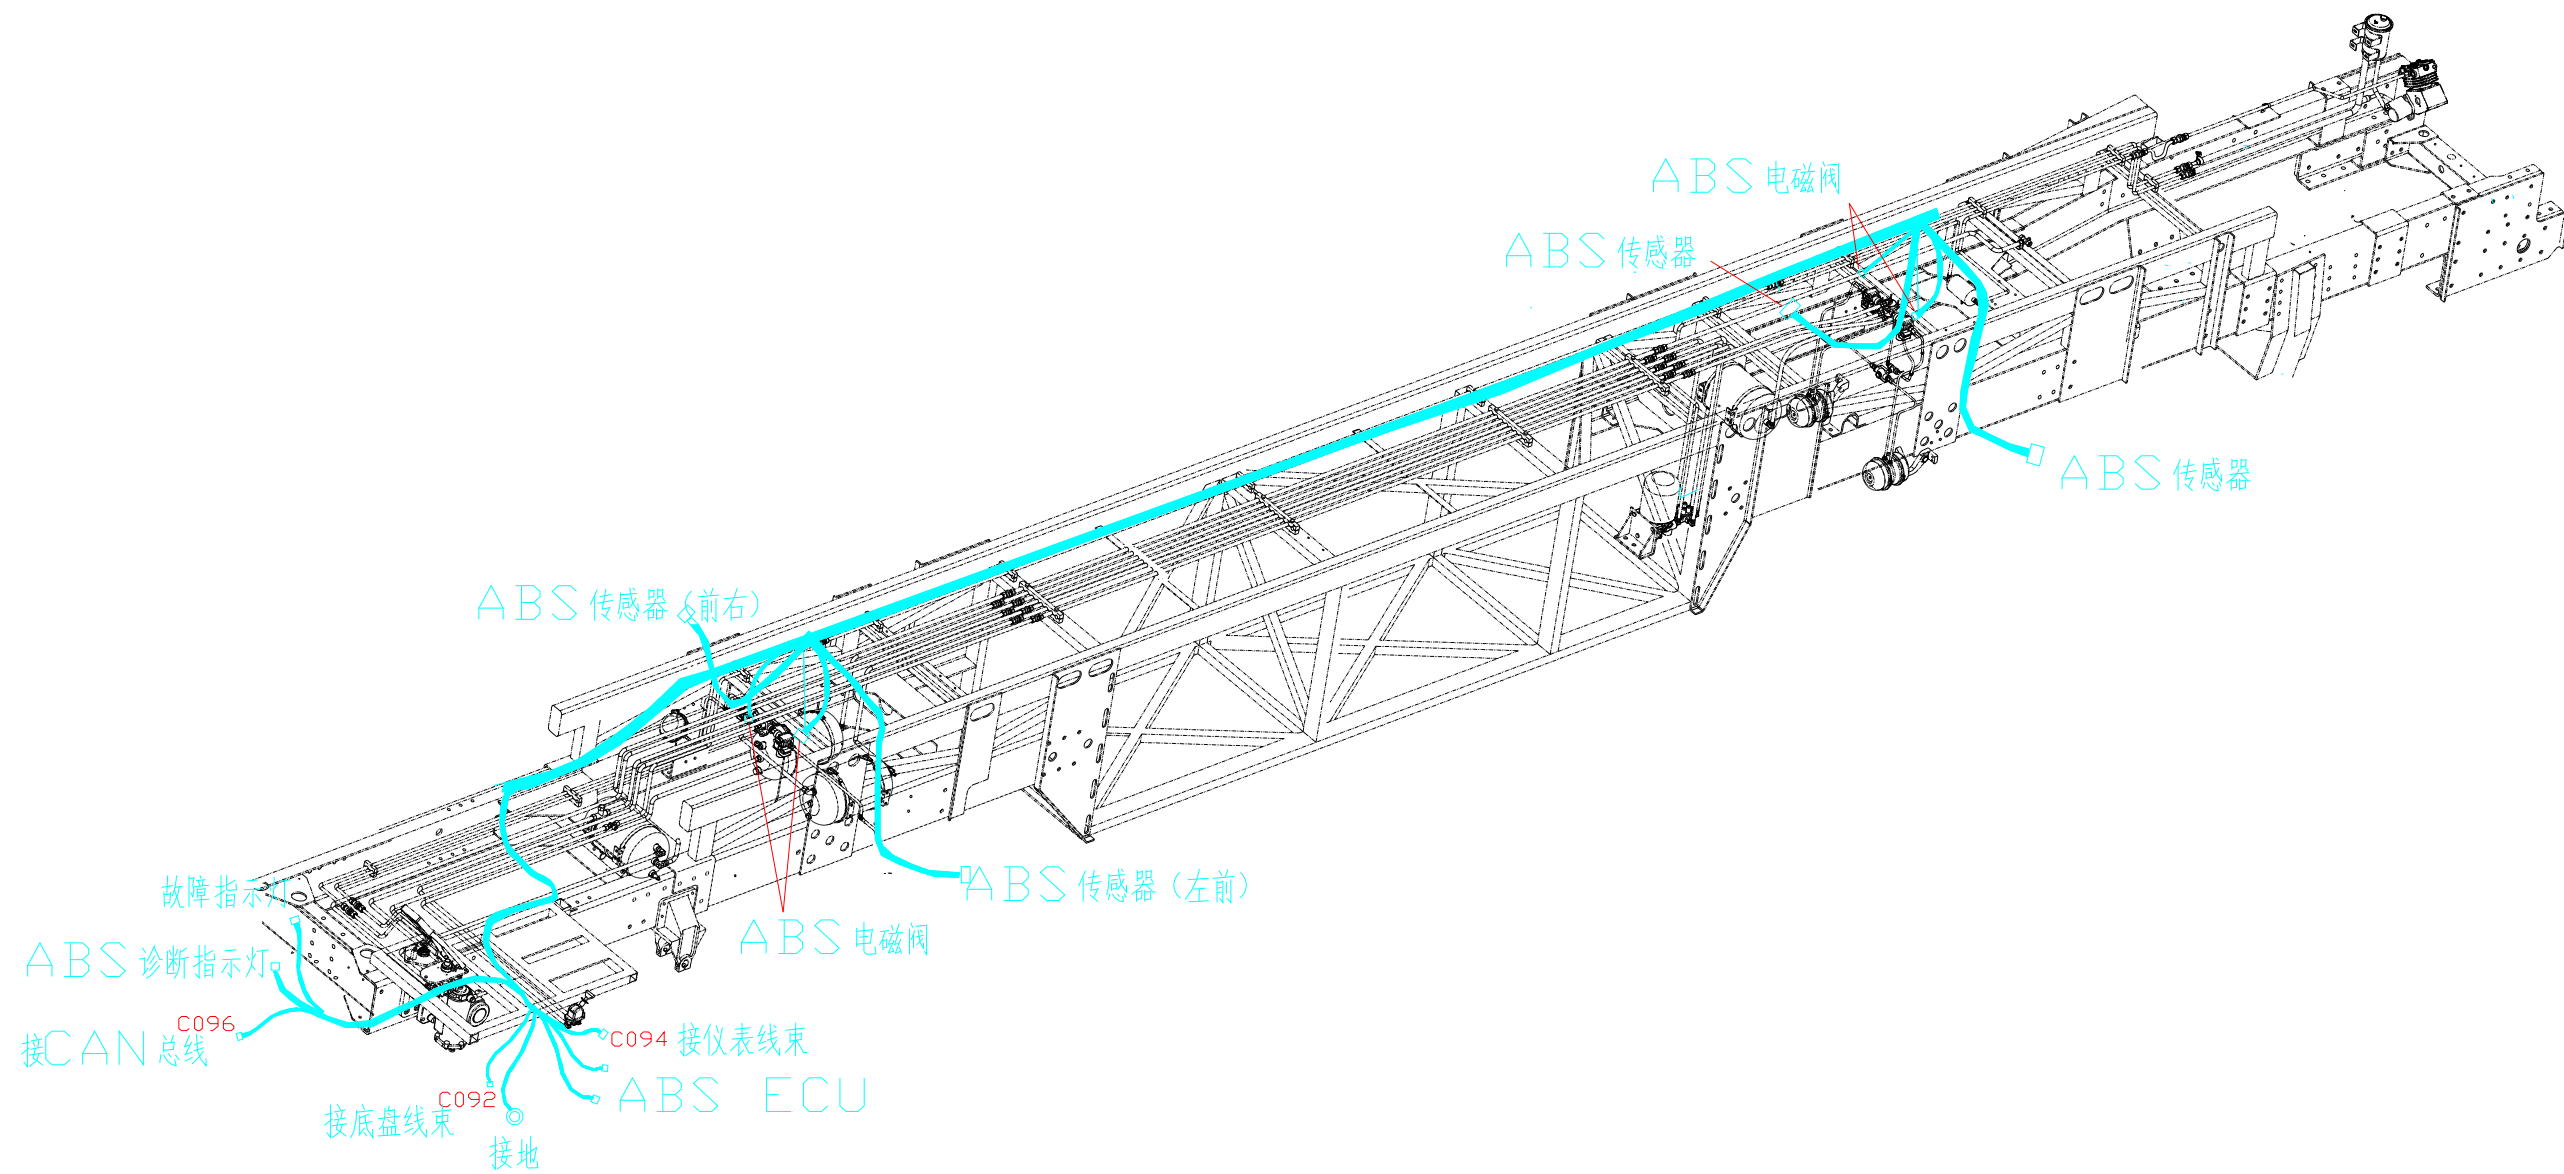 ABS 电磁阀
ABS 传感器
ABS 传感器
ABS 传感器 (前右)
ABS 传感器 (左前)
ABS 电磁阀
故障指示灯
ABS 诊断指示灯
C096
接CAN 总线
C094 接仪表线束
ABS ECU
C092
接底盘线束
接地